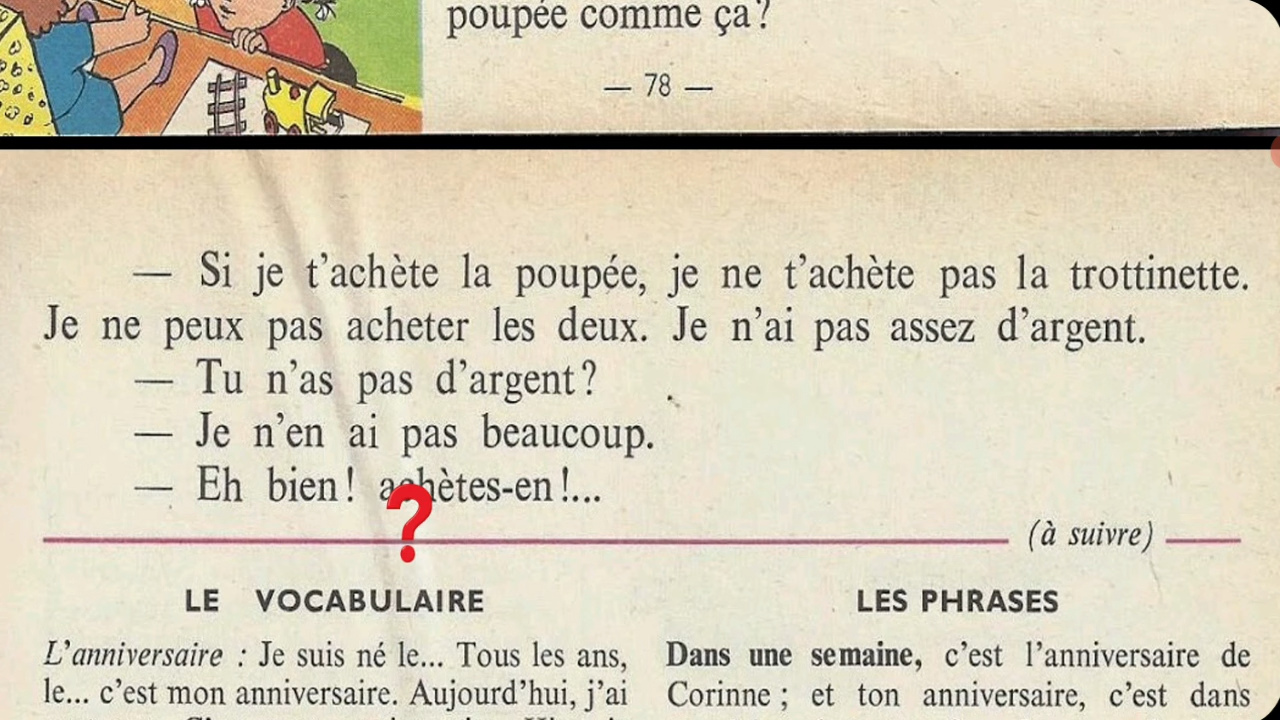 poupée comme ça?
— 78 —
— Si je t'achète la poupée, je ne t'achète pas la trottinette.
Je ne peux pas acheter les deux. Je n'ai pas assez d'argent.
— Tu n'as pas d'argent?
— Je n'en ai pas beaucoup.
— Eh bien! achètes-en!...
❓
(à suivre)
LE VOCABULAIRE
L'anniversaire : Je suis né le... Tous les ans,
le... c'est mon anniversaire. Aujourd'hui, j'ai
LES PHRASES
Dans une semaine, c'est l'anniversaire de
Corinne ; et ton anniversaire, c'est dans